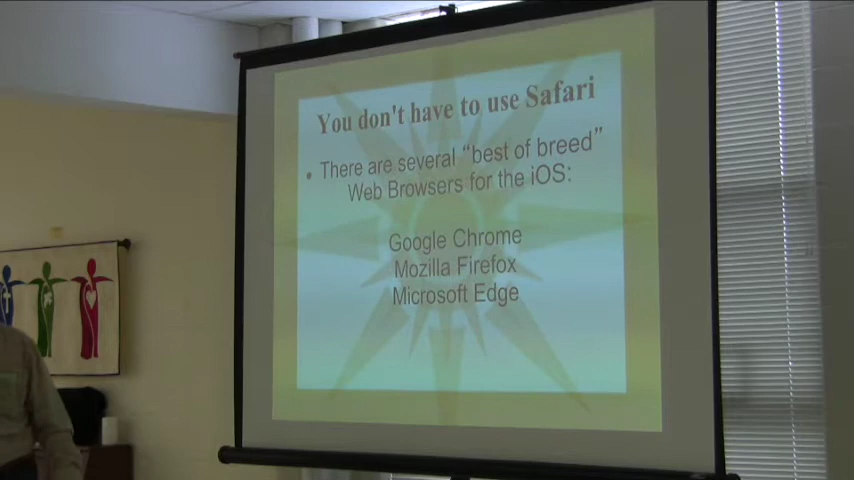 You don't have to use Safari
• There are several “best of breed”
Web Browsers for the iOS:
Google Chrome
Mozilla Firefox
Microsoft Edge